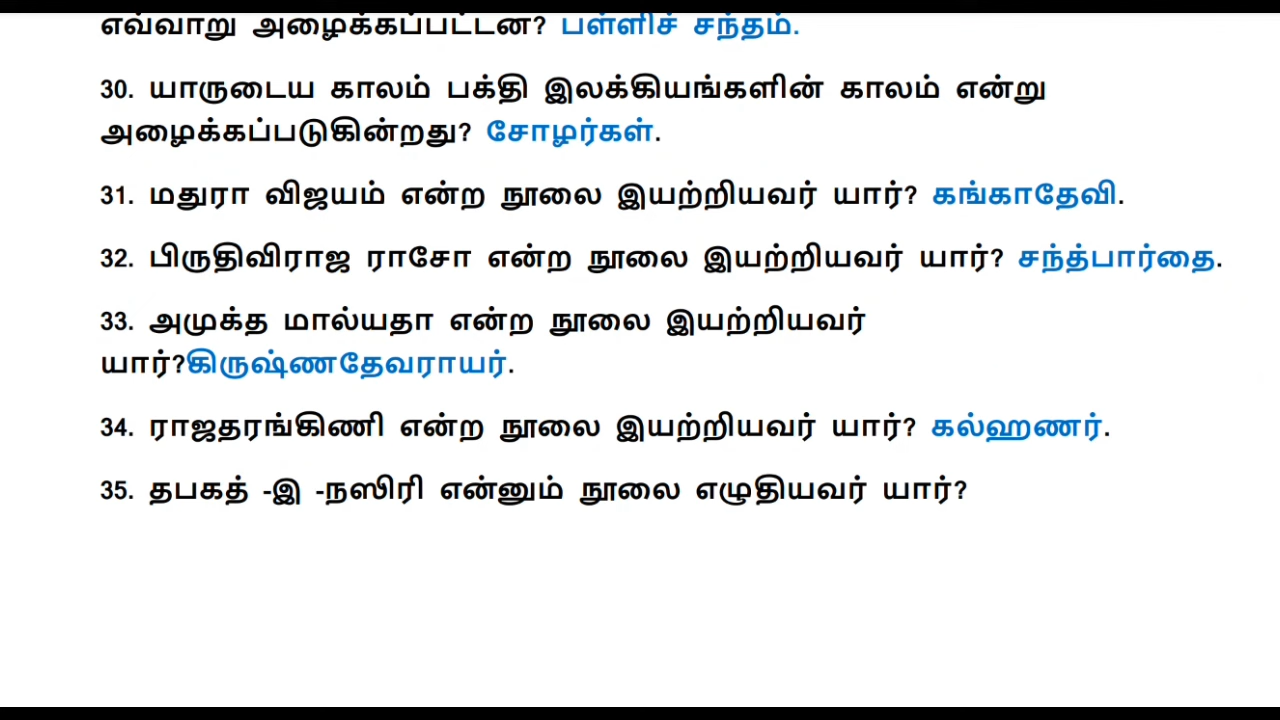 எவ்வாறு அழைக்கப்பட்டன? பள்ளிச் சந்தம்.
30. யாருடைய காலம் பக்தி இலக்கியங்களின் காலம் என்று
அழைக்கப்படுகின்றது? சோழர்கள்.
31. மதுரா விஜயம் என்ற நூலை இயற்றியவர் யார்? கங்காதேவி.
32. பிருதிவிராஜ ராசோ என்ற நூலை இயற்றியவர் யார்? சந்த்பார்தை.
33. அமுக்த மால்யதா என்ற நூலை இயற்றியவர்
யார்?கிருஷ்ணதேவராயர்.
34. ராஜதரங்கிணி என்ற நூலை இயற்றியவர் யார்? கல்ஹணர்.
35. தபகத் -இ -நஸிரி என்னும் நூலை எழுதியவர் யார்?